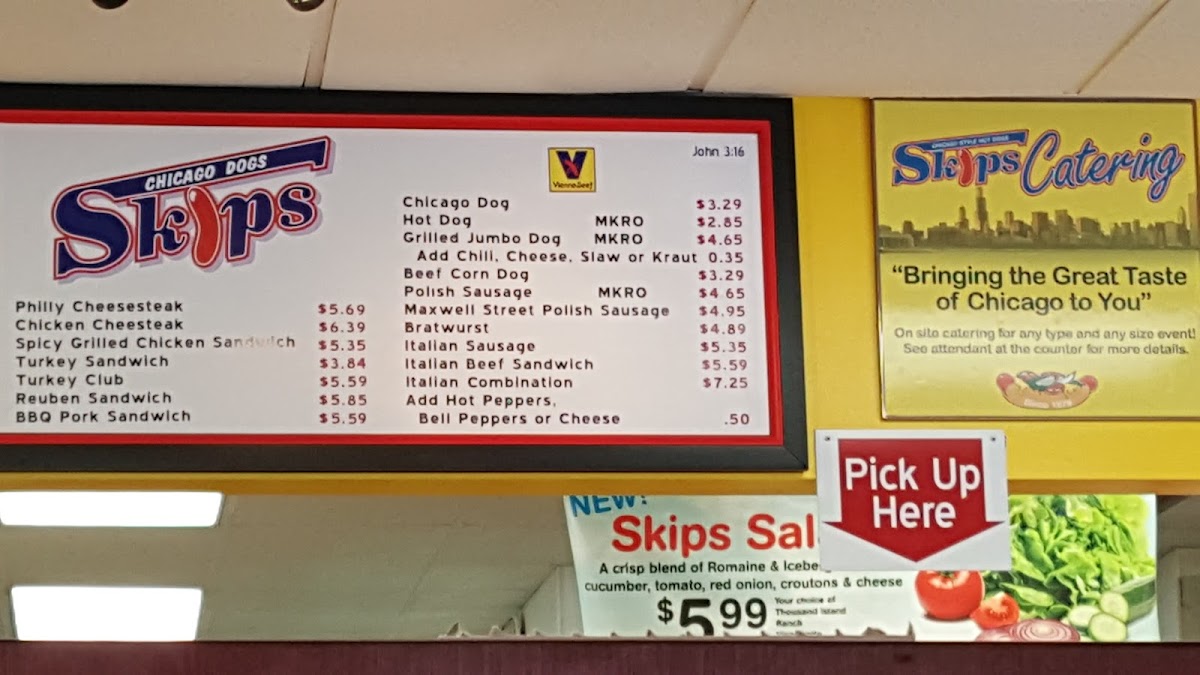 CHICAGO DOGS
Skips
Philly Cheesesteak $5.69
Chicken Cheesteak $6.39
Spicy Grilled Chicken Sandwich $5.35
Turkey Sandwich $3.84
Turkey Club $5.59
Reuben Sandwich $5.85
BBQ Pork Sandwich $5.59
Vienna Beef
John 3:16
Chicago Dog $3.29
Hot Dog MKRO $2.85
Grilled Jumbo Dog MKRO $4.65
Add Chili, Cheese, Slaw or Kraut 0.35
Beef Corn Dog $3.29
Polish Sausage MKRO $4.65
Maxwell Street Polish Sausage $4.95
Bratwurst $4.89
Italian Sausage $5.35
Italian Beef Sandwich $5.59
Italian Combination $7.25
Add Hot Peppers,
Bell Peppers or Cheese .50
CHICAGO STYLE HOT DOGS
Skips Catering
“Bringing the Great Taste
of Chicago to You”
On site catering for any type and any size event!
See attendant at the counter for more details.
Pick Up
Here
NEW!
Skips Sal
A crisp blend of Romaine & Icebe
cucumber, tomato, red onion, croutons & cheese
$5.99
Your choice of
Thousand Island
Ranch